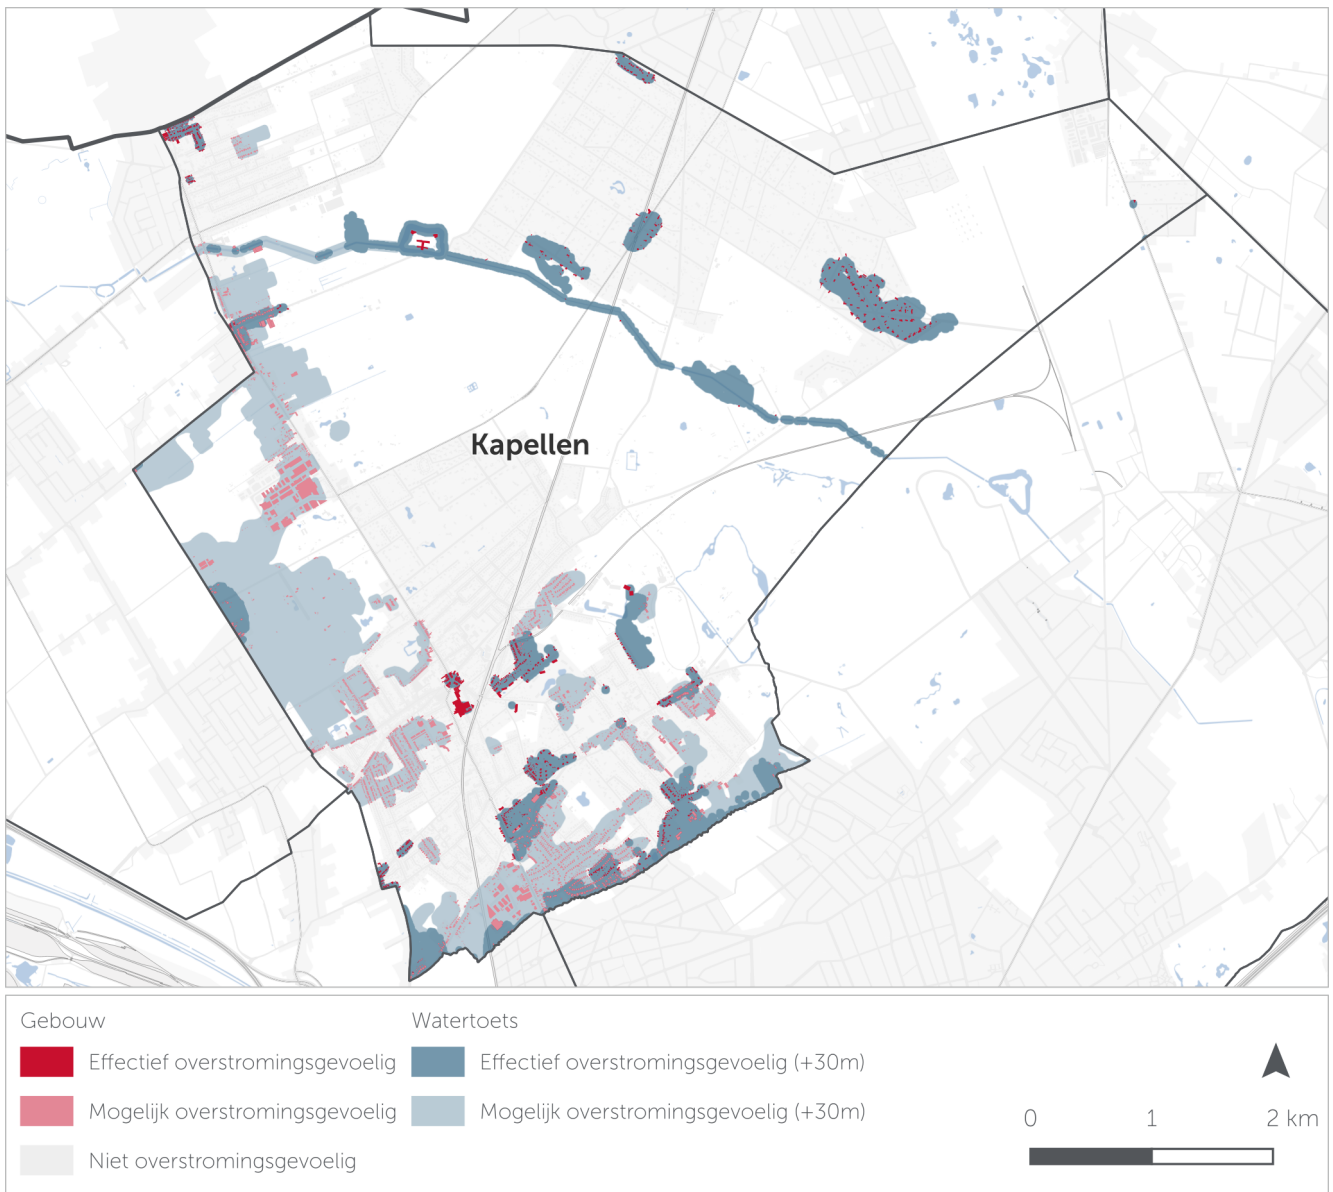 Kapellen
Gebouw
Effectief overstromingsgevoelig
Mogelijk overstromingsgevoelig
Niet overstromingsgevoelig
Watertoets
Effectief overstromingsgevoelig (+30m)
Mogelijk overstromingsgevoelig (+30m)
0 1 2 km